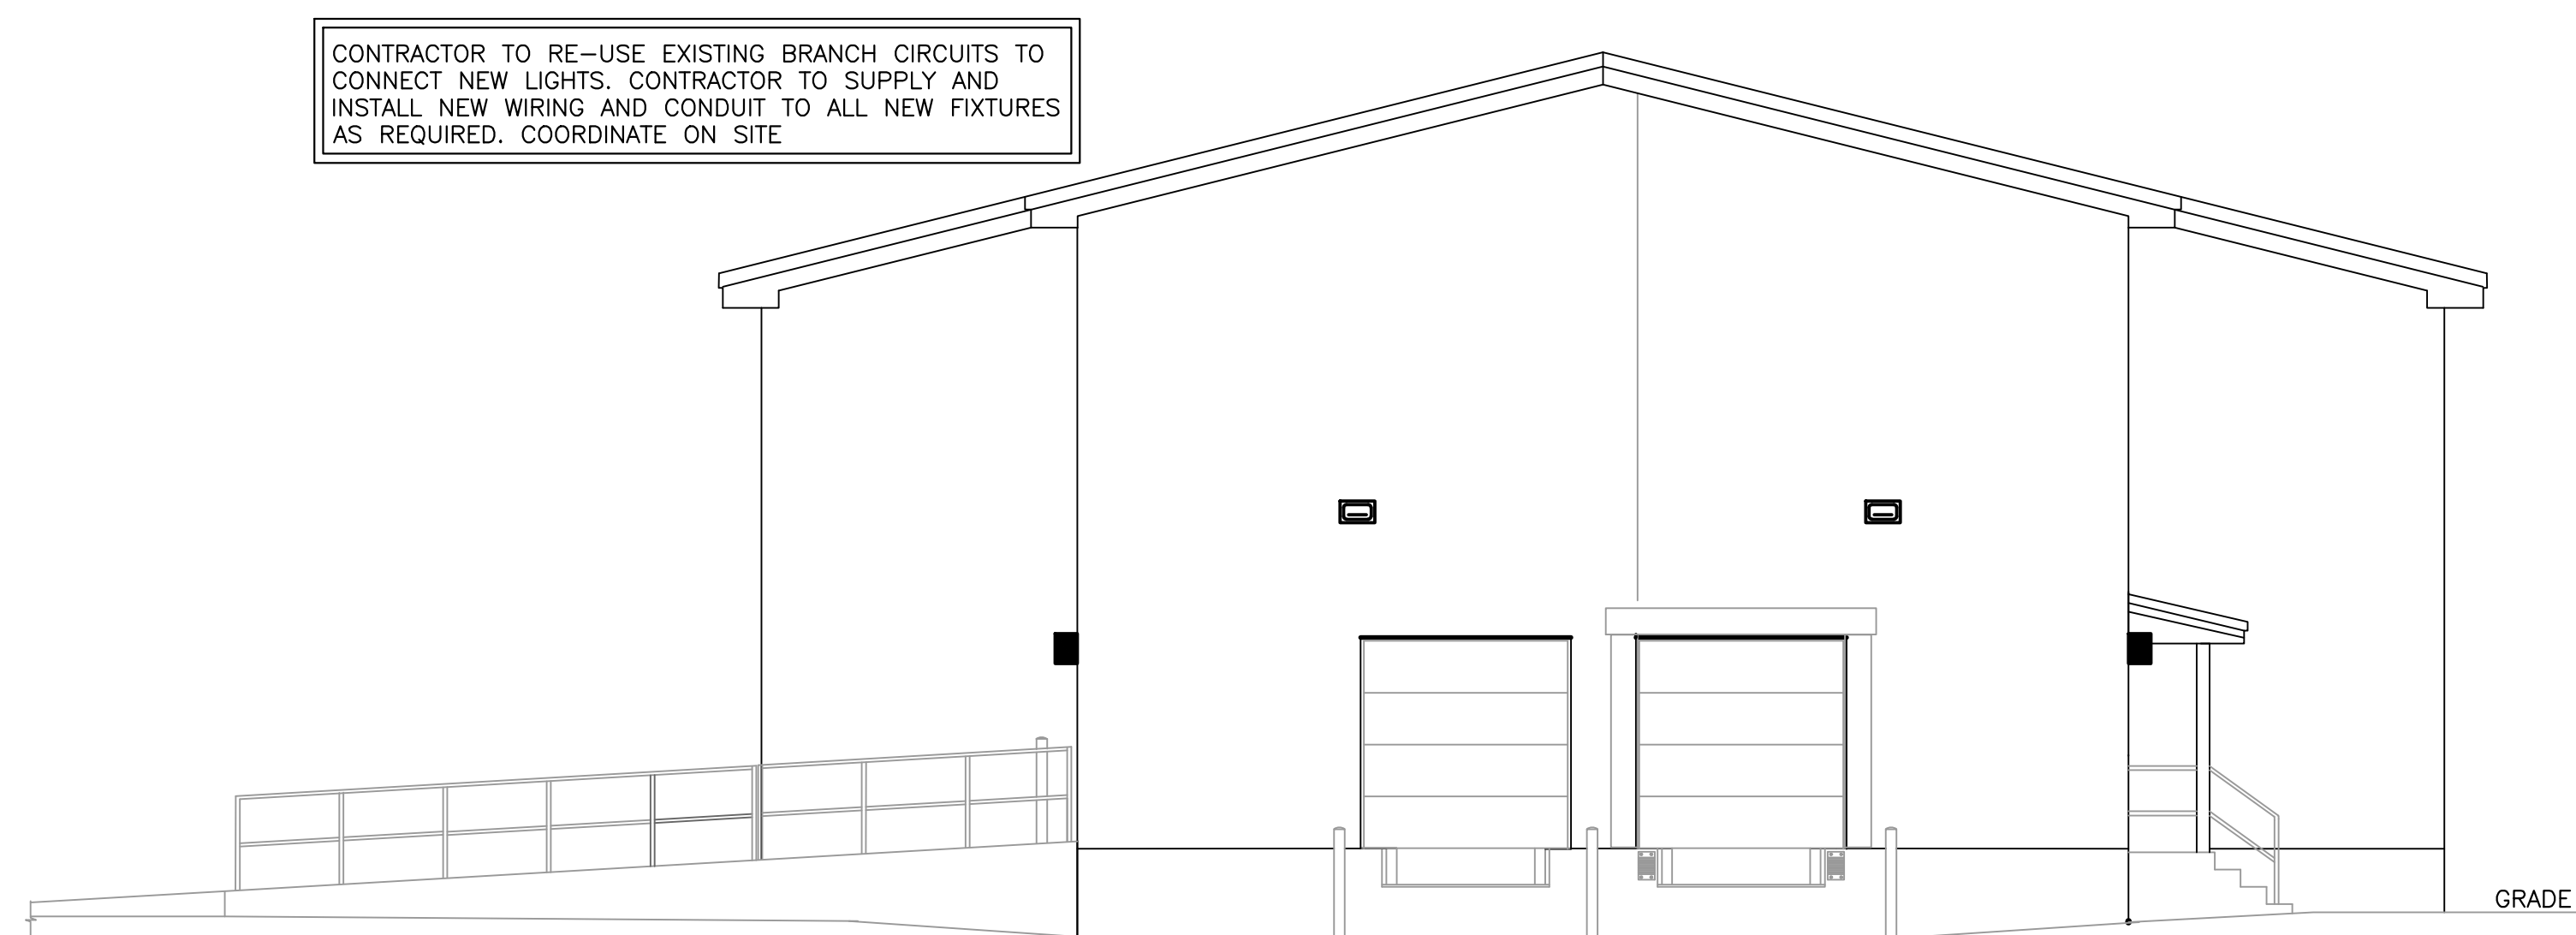 CONTRACTOR TO RE-USE EXISTING BRANCH CIRCUITS TO
CONNECT NEW LIGHTS. CONTRACTOR TO SUPPLY AND
INSTALL NEW WIRING AND CONDUIT TO ALL NEW FIXTURES
AS REQUIRED. COORDINATE ON SITE
GRADE